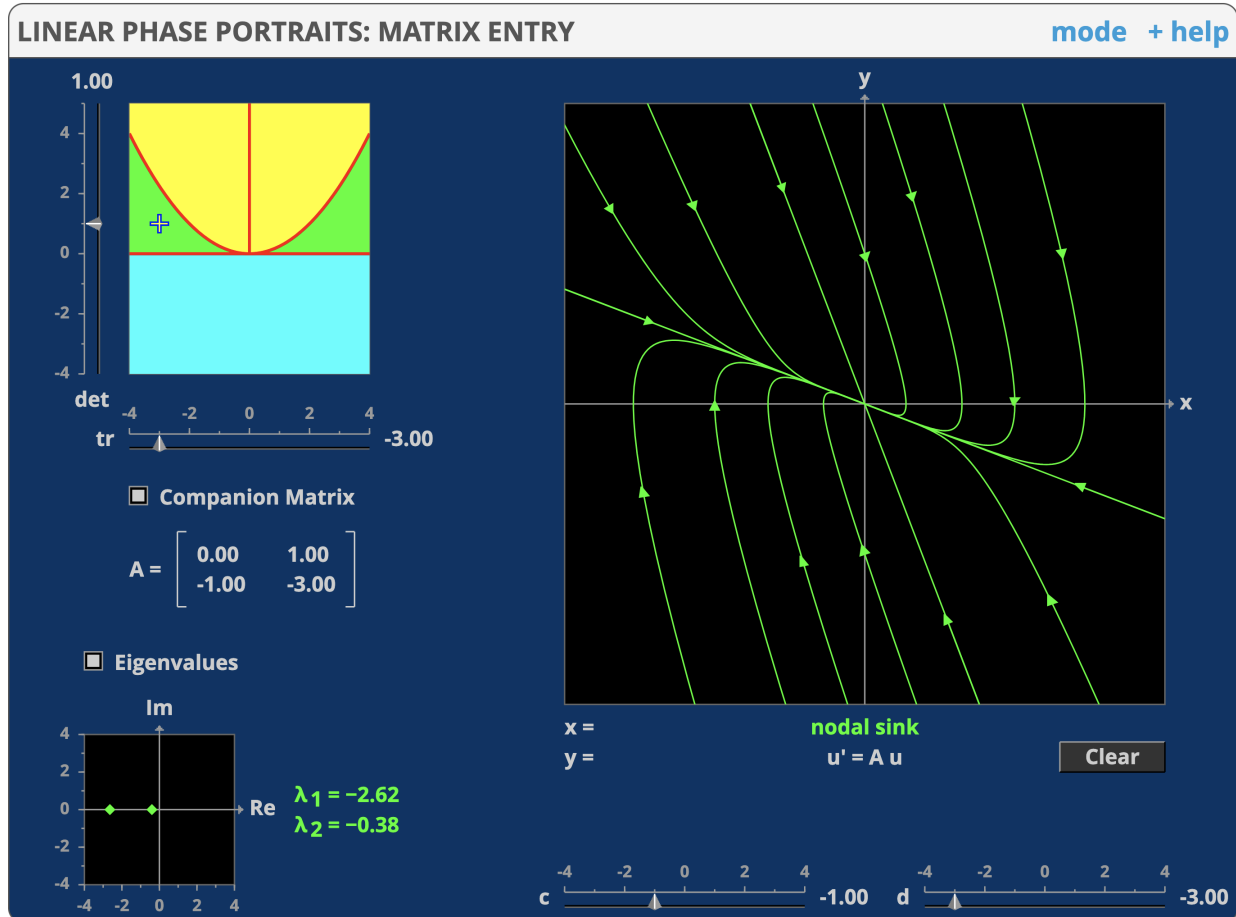 LINEAR PHASE PORTRAITS: MATRIX ENTRY
mode + help
1.00
4
2
0
-2
-4
det
-4 -2 0 2 4
tr -3.00
Companion Matrix
A =
0.00 1.00
-1.00 -3.00
Eigenvalues
Im
4
2
0
-2
-4
Re
-4 -2 0 2 4
λ1 = −2.62
λ2 = −0.38
y
x
x = nodal sink
y = u' = A u
Clear
-4 -2 0 2 4
c -1.00
-4 -2 0 2 4
d -3.00